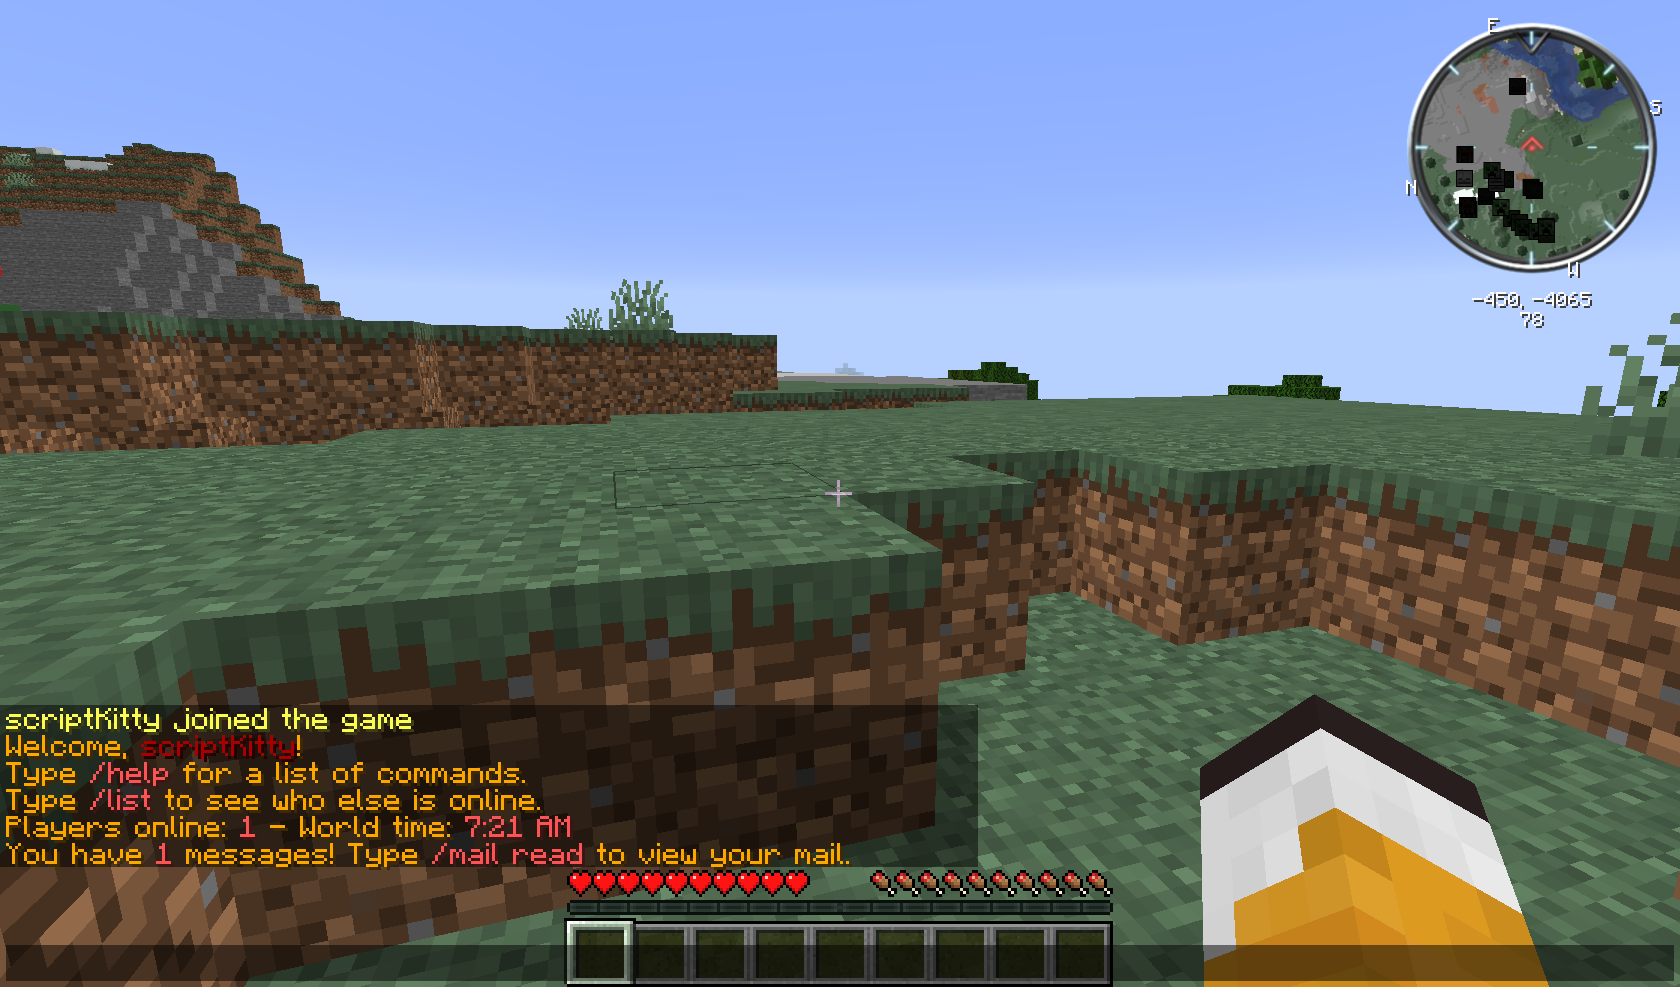 E
S
N
W
-450, -4065
78
scriptKitty joined the game
Welcome, scriptKitty!
Type /help for a list of commands.
Type /list to see who else is online.
Players online: 1 - World time: 7:21 AM
You have 1 messages! Type /mail read to view your mail.